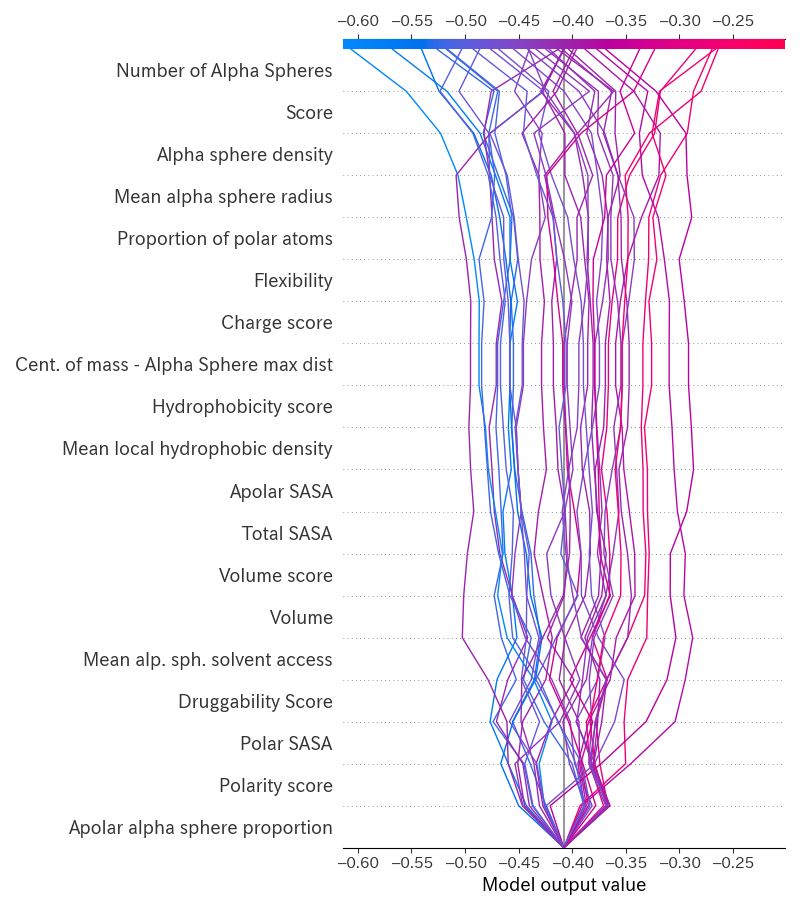 −0.60 −0.55 −0.50 −0.45 −0.40 −0.35 −0.30 −0.25
Number of Alpha Spheres
Score
Alpha sphere density
Mean alpha sphere radius
Proportion of polar atoms
Flexibility
Charge score
Cent. of mass - Alpha Sphere max dist
Hydrophobicity score
Mean local hydrophobic density
Apolar SASA
Total SASA
Volume score
Volume
Mean alp. sph. solvent access
Druggability Score
Polar SASA
Polarity score
Apolar alpha sphere proportion
−0.60 −0.55 −0.50 −0.45 −0.40 −0.35 −0.30 −0.25
Model output value